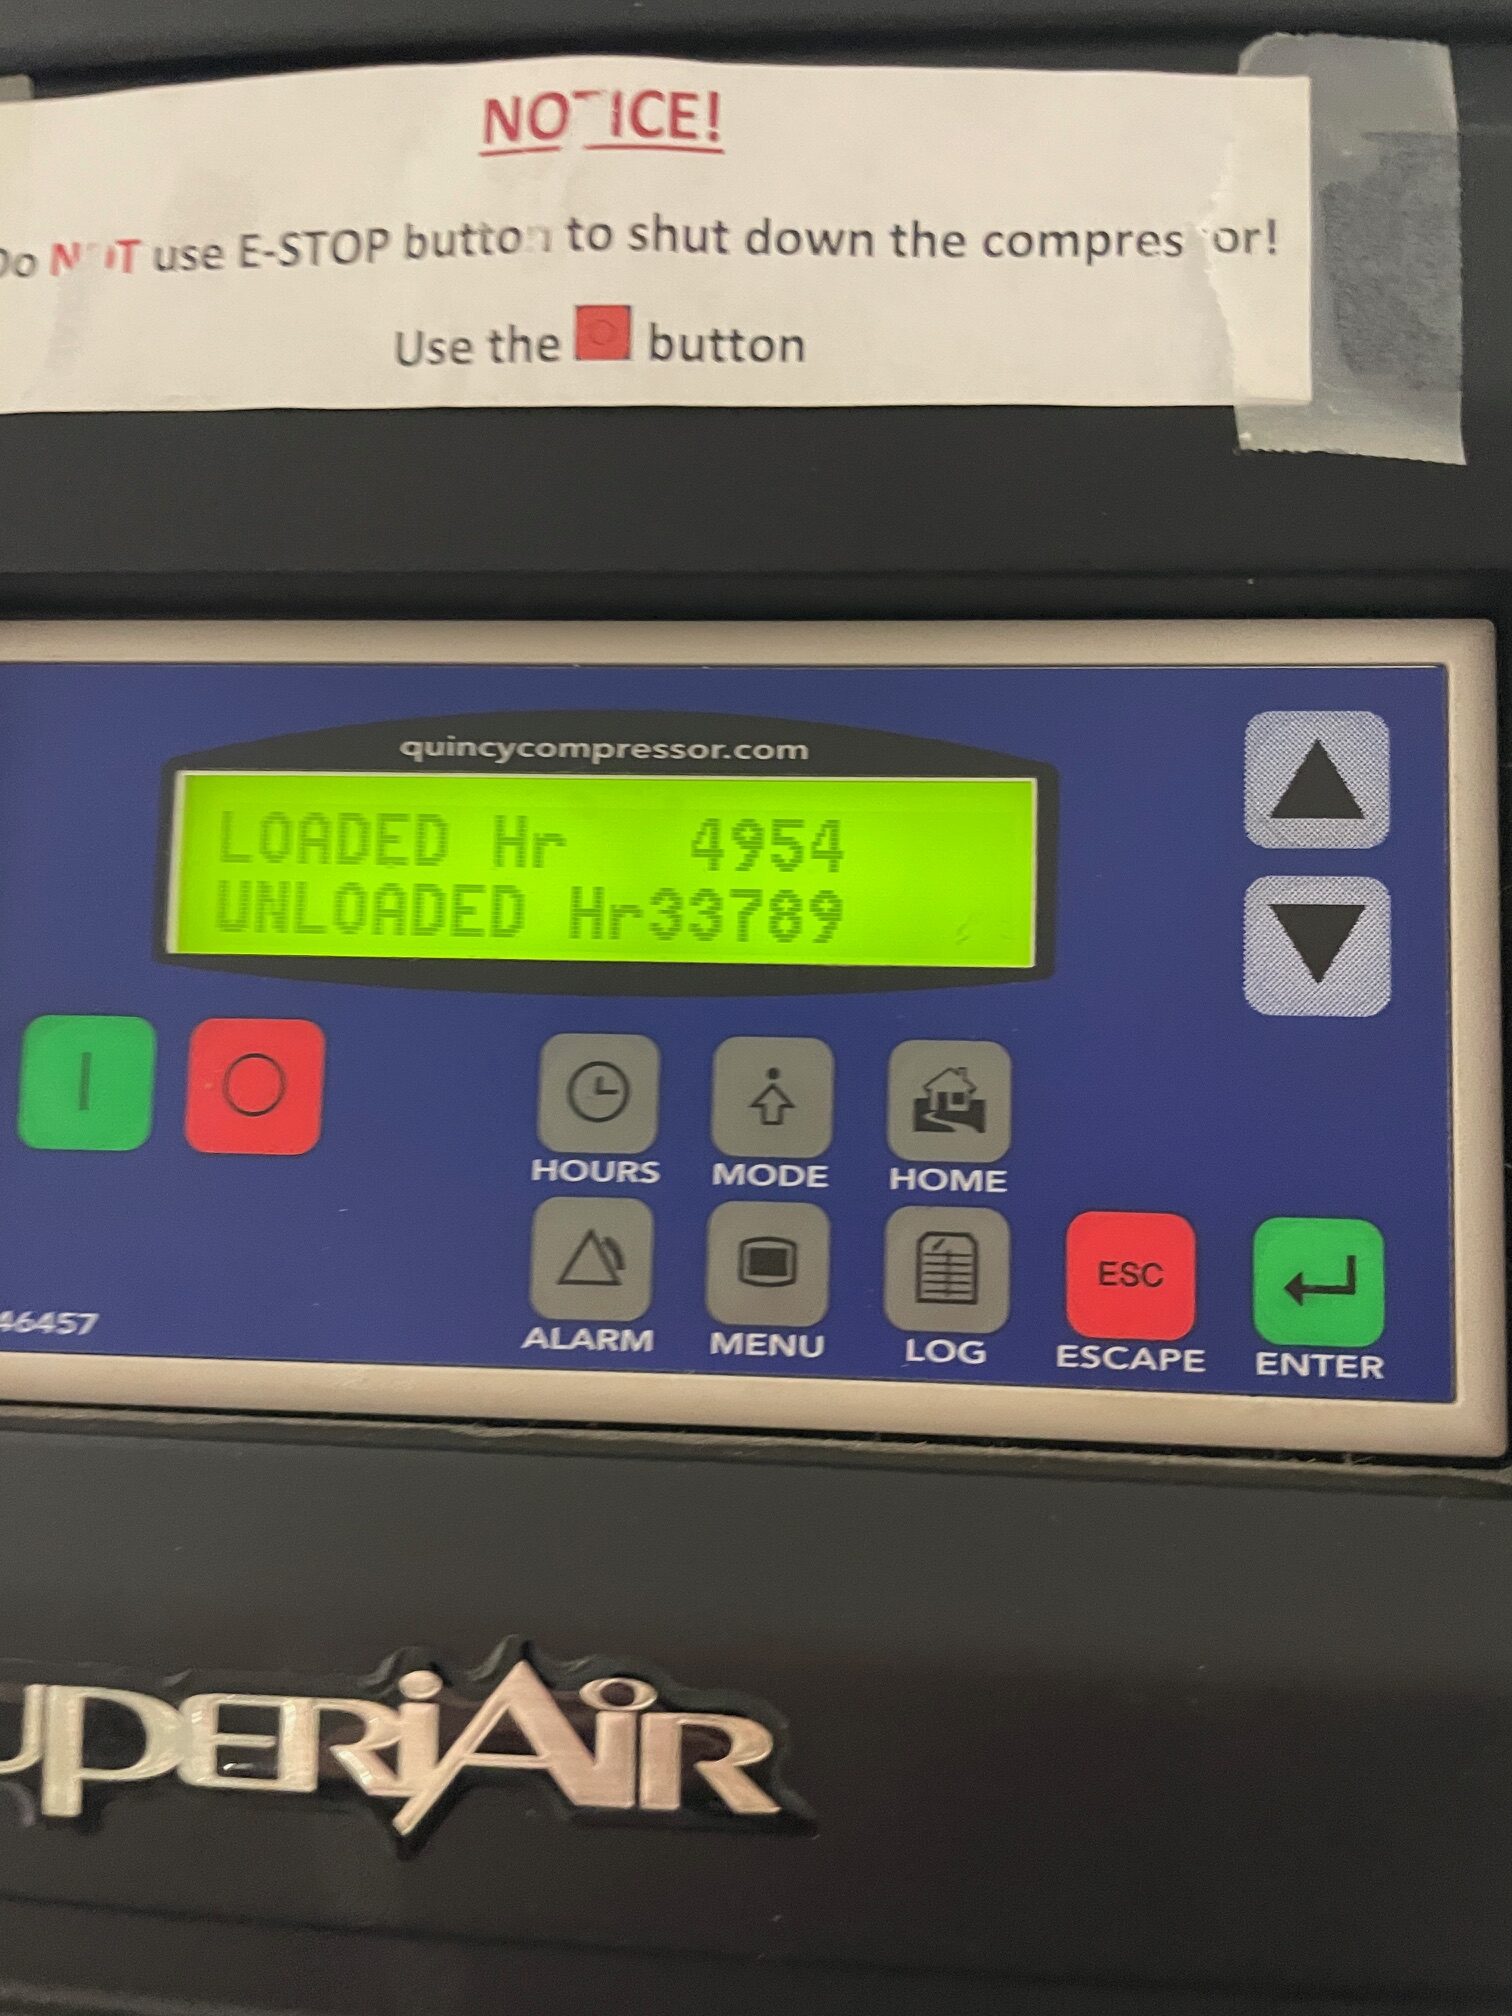 NOTICE!
Do NOT use E-STOP button to shut down the compressor!
Use the button
quincycompressor.com
LOADED Hr 4954
UNLOADED Hr33789
HOURS MODE HOME
ESC
ALARM MENU LOG ESCAPE ENTER
46457
UPERIAIR